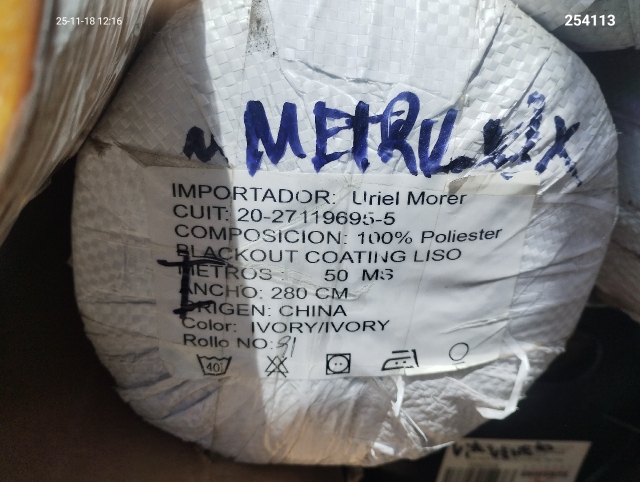 25-11-18 12:16
254113
IMPORTADOR: Uriel Morer
CUIT: 20-27119695-5
COMPOSICION: 100% Poliester
BLACKOUT COATING LISO
METROS : 50 MS
ANCHO: 280 CM
ORIGEN: CHINA
Color: IVORY/IVORY
Rollo NO:
40°